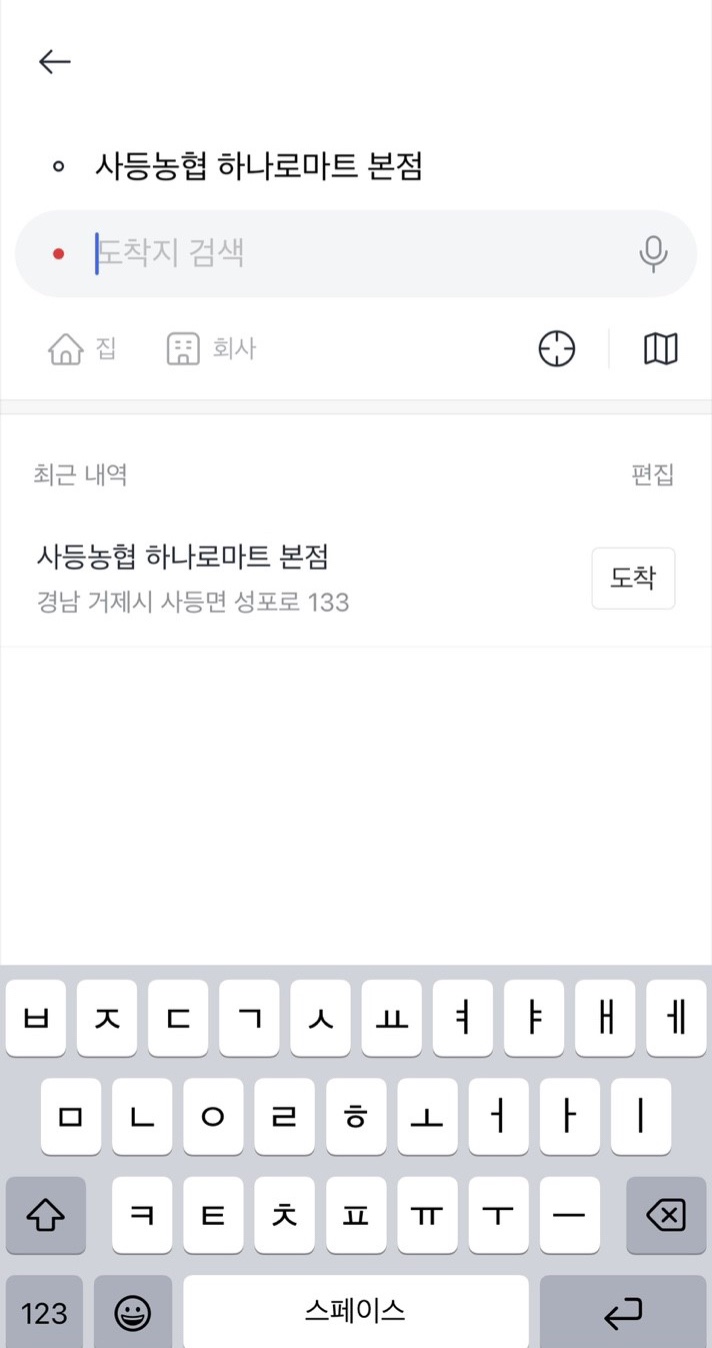 사등농협 하나로마트 본점
도착지 검색
집 회사
최근 내역 편집
사등농협 하나로마트 본점
경남 거제시 사등면 성포로 133
도착
ㅂ ㅈ ㄷ ㄱ ㅅ ㅛ ㅕ ㅑ ㅐ ㅔ
ㅁ ㄴ ㅇ ㄹ ㅎ ㅗ ㅓ ㅏ ㅣ
ㅋ ㅌ ㅊ ㅍ ㅠ ㅜ ㅡ
123 스페이스